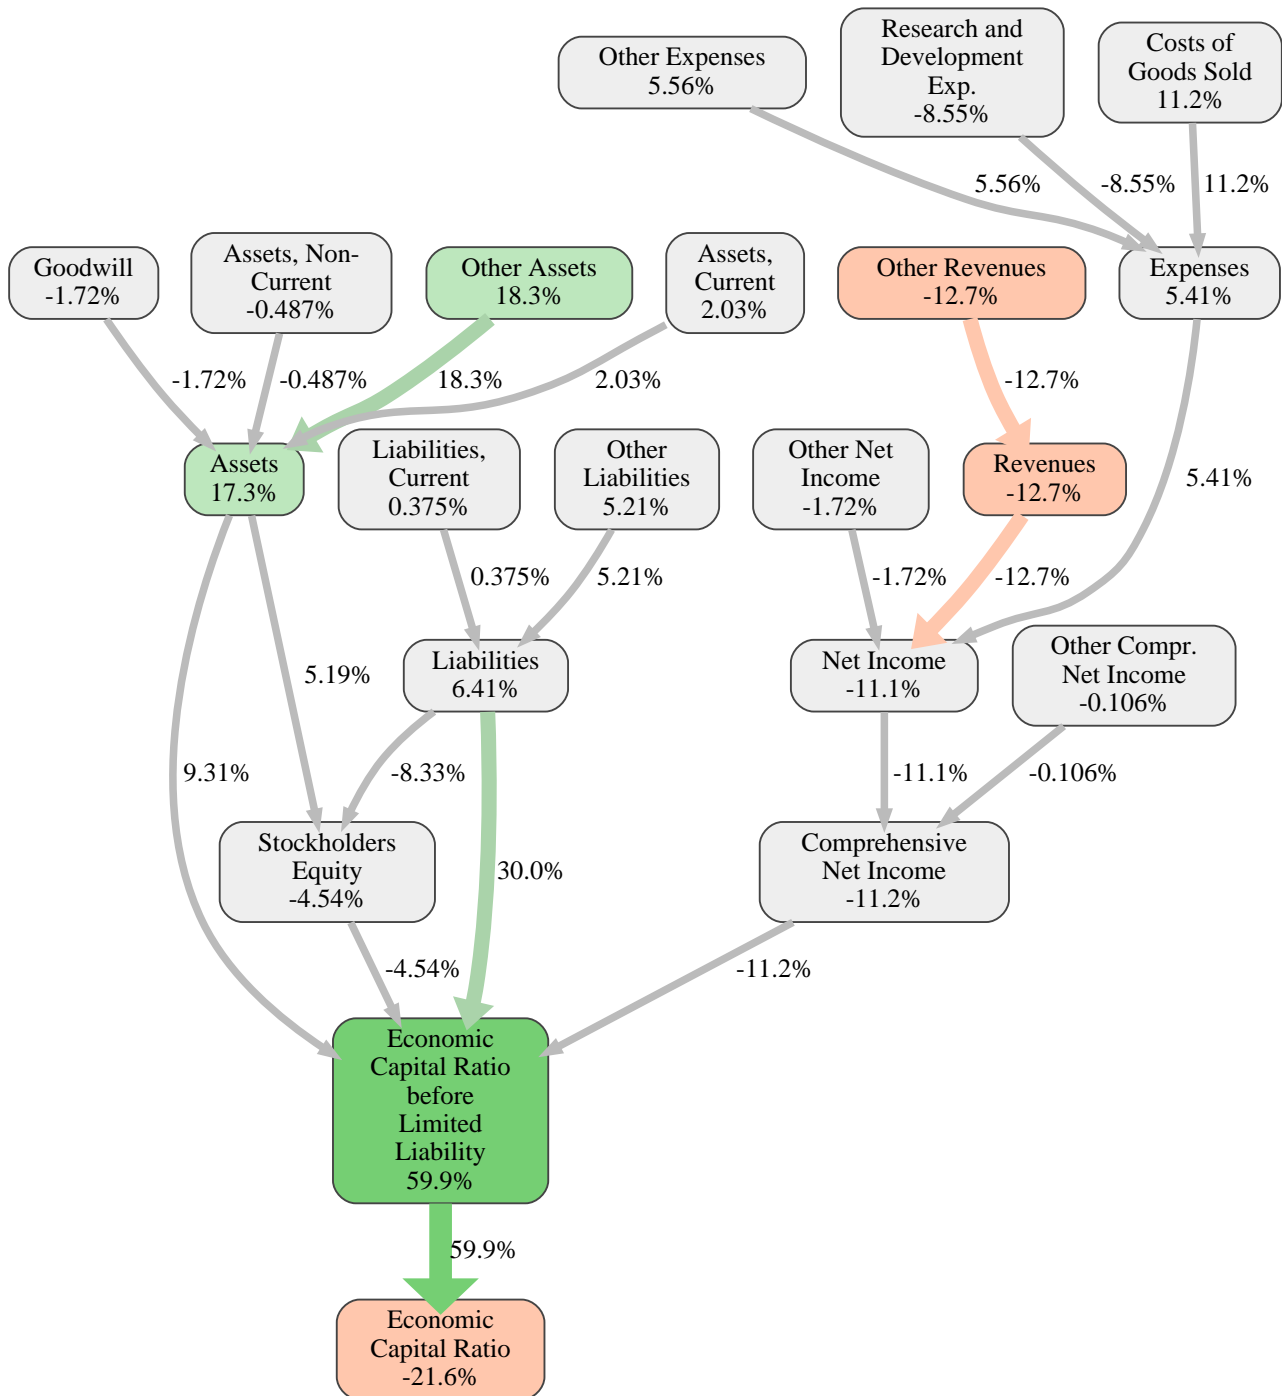 Other Expenses
5.56%
Research and
Development
Exp.
-8.55%
Costs of
Goods Sold
11.2%
5.56%
-8.55%
11.2%
Goodwill
-1.72%
Assets, Non-
Current
-0.487%
Other Assets
18.3%
Assets,
Current
2.03%
Other Revenues
-12.7%
Expenses
5.41%
-1.72%
-0.487%
18.3%
2.03%
-12.7%
Assets
17.3%
Liabilities,
Current
0.375%
Other
Liabilities
5.21%
Other Net
Income
-1.72%
Revenues
-12.7%
5.41%
0.375%
5.21%
-1.72%
-12.7%
5.19%
Liabilities
6.41%
Net Income
-11.1%
Other Compr.
Net Income
-0.106%
9.31%
-8.33%
-11.1%
-0.106%
Stockholders
Equity
-4.54%
30.0%
Comprehensive
Net Income
-11.2%
-4.54%
-11.2%
Economic
Capital Ratio
before
Limited
Liability
59.9%
59.9%
Economic
Capital Ratio
-21.6%